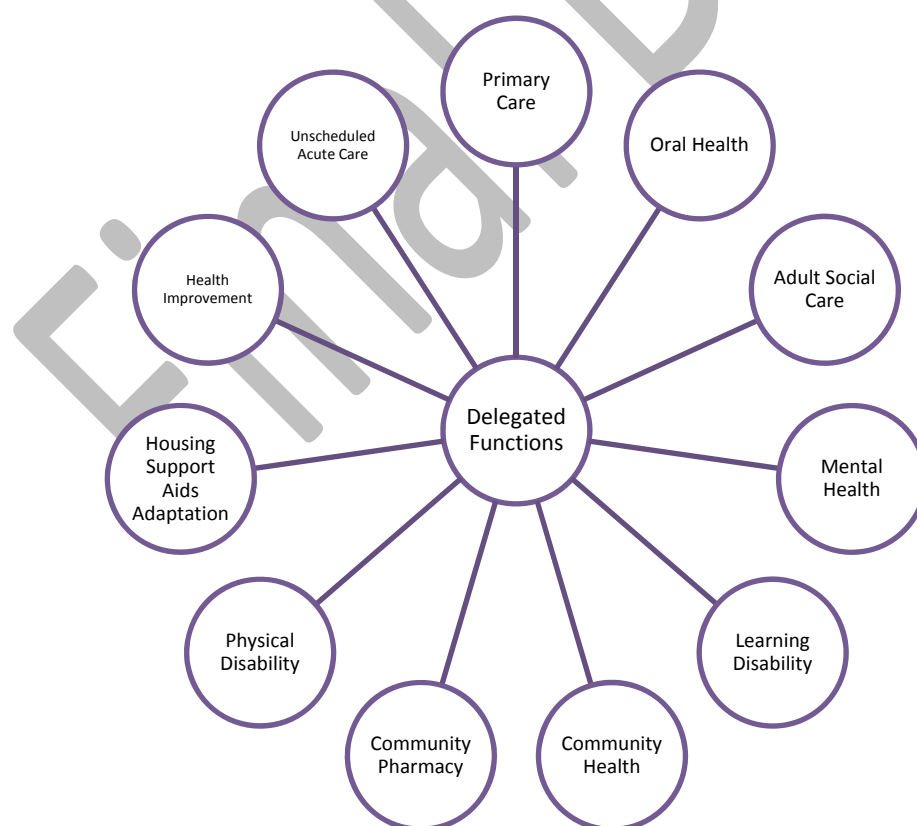 Primary
Care
Oral Health
Adult Social
Care
Mental
Health
Learning
Disability
Community
Health
Community
Pharmacy
Physical
Disability
Housing
Support
Aids
Adaptation
Health
Improvement
Unscheduled
Acute Care
Delegated
Functions
Final